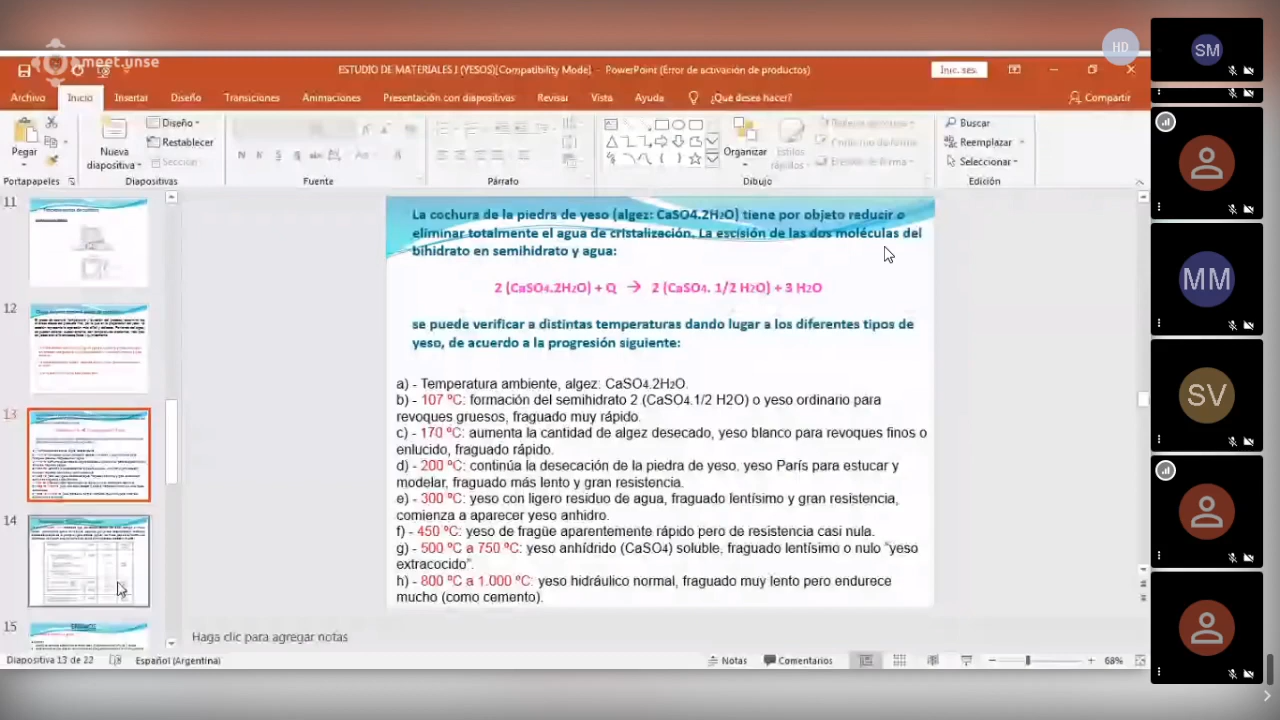 meet.unse
ESTUDIO DE MATERIALES I (YESOS)[Compatibility Mode] - PowerPoint (Error de activación de productos)
Inic. ses.
HD
SM
Archivo Inicio Insertar Diseño Transiciones Animaciones Presentación con diapositivas Revisar Vista Ayuda ¿Qué desea hacer? Compartir
Pegar
Nueva
diapositiva
Diseño
Restablecer
Sección
Organizar
Estilos
rápidos
Buscar
Reemplazar
Seleccionar
Portapapeles Diapositivas Fuente Párrafo Dibujo Edición
11
12
13
14
15
La cochura de la piedra de yeso (algez: CaSO4.2H2O) tiene por objeto reducir o
eliminar totalmente el agua de cristalización. La escisión de las dos moléculas del
bihidrato en semihidrato y agua:
2 (CaSO4.2H2O) + Q → 2 (CaSO4. 1/2 H2O) + 3 H2O
se puede verificar a distintas temperaturas dando lugar a los diferentes tipos de
yeso, de acuerdo a la progresión siguiente:
a) - Temperatura ambiente, algez: CaSO4.2H2O.
b) - 107 ºC: formación del semihidrato 2 (CaSO4.1/2 H2O) o yeso ordinario para
revoques gruesos, fraguado muy rápido.
c) - 170 ºC: aumenta la cantidad de algez desecado, yeso blanco para revoques finos o
enlucido, fraguado rápido.
d) - 200 ºC: continúa la desecación de la piedra de yeso, yeso París para estucar y
modelar, fraguado más lento y gran resistencia.
e) - 300 ºC: yeso con ligero residuo de agua, fraguado lentísimo y gran resistencia,
comienza a aparecer yeso anhidro.
f) - 450 ºC: yeso de fragüe aparentemente rápido pero de resistencia casi nula.
g) - 500 ºC a 750 ºC: yeso anhídrido (CaSO4) soluble, fraguado lentísimo o nulo "yeso
extracocido".
h) - 800 ºC a 1.000 ºC: yeso hidráulico normal, fraguado muy lento pero endurece
mucho (como cemento).
MM
SV
Haga clic para agregar notas
Diapositiva 13 de 22 Español (Argentina) Notas Comentarios 68%